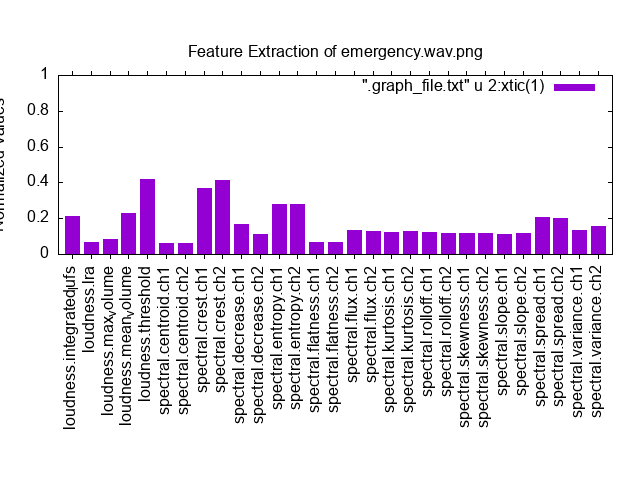 Feature Extraction of emergency.wav.png
".graph_file.txt" u 2:xtic(1)
Normalized Values
1
0.8
0.6
0.4
0.2
0
loudness.integratedlufs
loudness.lra
loudness.maxvolume
loudness.meanvolume
loudness.threshold
spectral.centroid.ch1
spectral.centroid.ch2
spectral.crest.ch1
spectral.crest.ch2
spectral.decrease.ch1
spectral.decrease.ch2
spectral.entropy.ch1
spectral.entropy.ch2
spectral.flatness.ch1
spectral.flatness.ch2
spectral.flux.ch1
spectral.flux.ch2
spectral.kurtosis.ch1
spectral.kurtosis.ch2
spectral.rolloff.ch1
spectral.rolloff.ch2
spectral.skewness.ch1
spectral.skewness.ch2
spectral.slope.ch1
spectral.slope.ch2
spectral.spread.ch1
spectral.spread.ch2
spectral.variance.ch1
spectral.variance.ch2